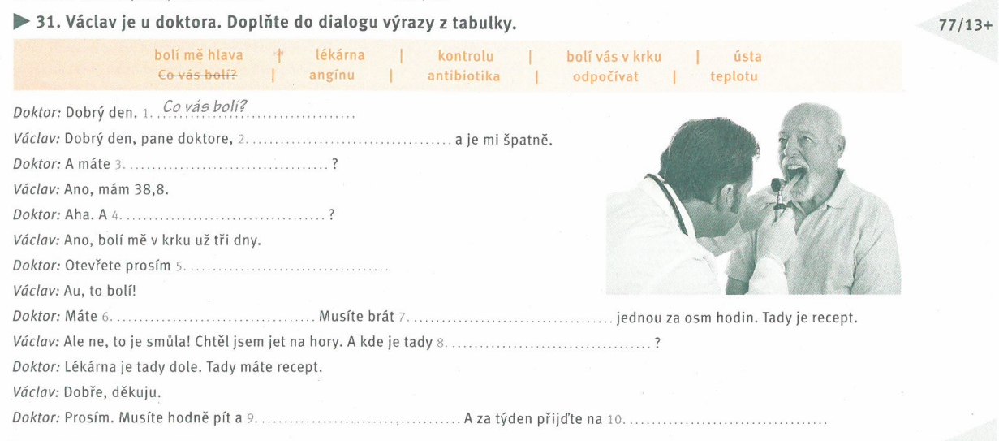 31. Václav je u doktora. Doplňte do dialogu výrazy z tabulky. 77/13+
bolí mě hlava | lékárna | kontrolu | bolí vás v krku | ústa
Co vás bolí? | angínu | antibiotika | odpočívat | teplotu
Doktor: Dobrý den. 1. Co vás bolí? ........................
Václav: Dobrý den, pane doktore, 2. .................................... a je mi špatně.
Doktor: A máte 3. .................................... ?
Václav: Ano, mám 38,8.
Doktor: Aha. A 4. .................................... ?
Václav: Ano, bolí mě v krku už tři dny.
Doktor: Otevřete prosím 5. ....................................
Václav: Au, to bolí!
Doktor: Máte 6. .................................... Musíte brát 7. .................................... jednou za osm hodin. Tady je recept.
Václav: Ale ne, to je smůla! Chtěl jsem jet na hory. A kde je tady 8. .................................... ?
Doktor: Lékárna je tady dole. Tady máte recept.
Václav: Dobře, děkuju.
Doktor: Prosím. Musíte hodně pít a 9. .................................... A za týden přijďte na 10. ....................................